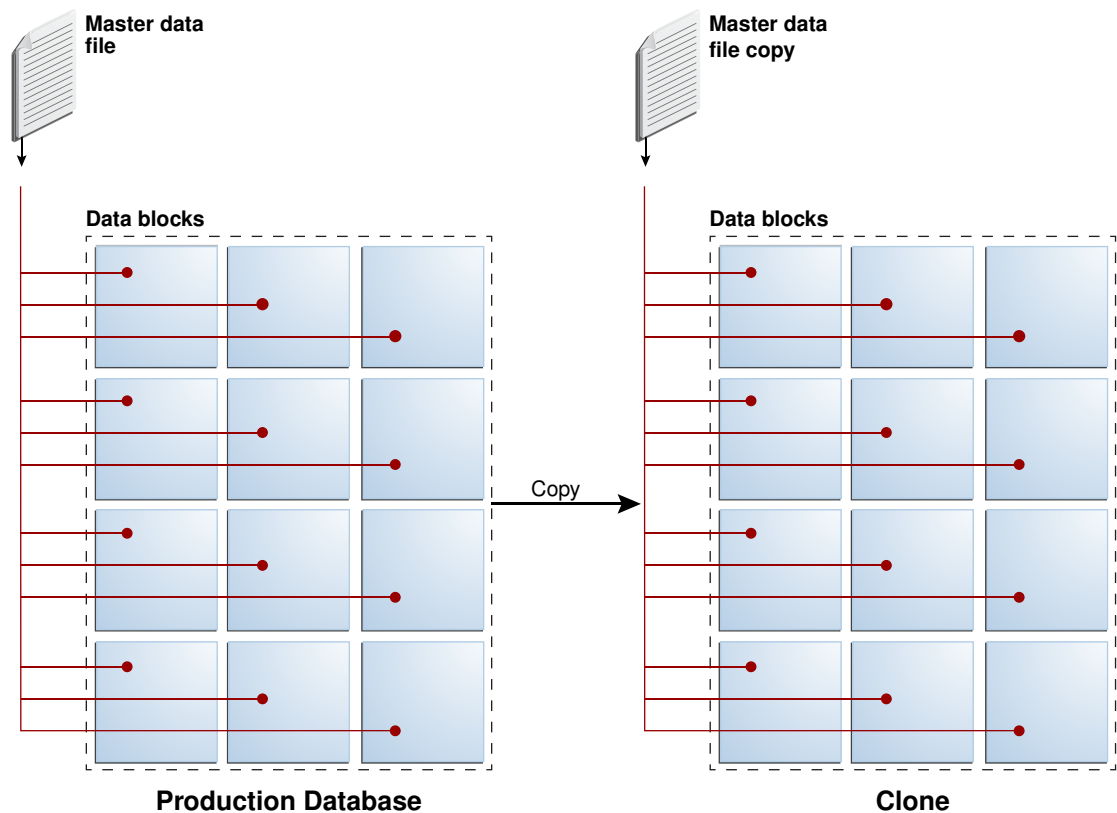 Master data
file
Master data
file copy
Data blocks
Data blocks
Copy
Production Database
Clone